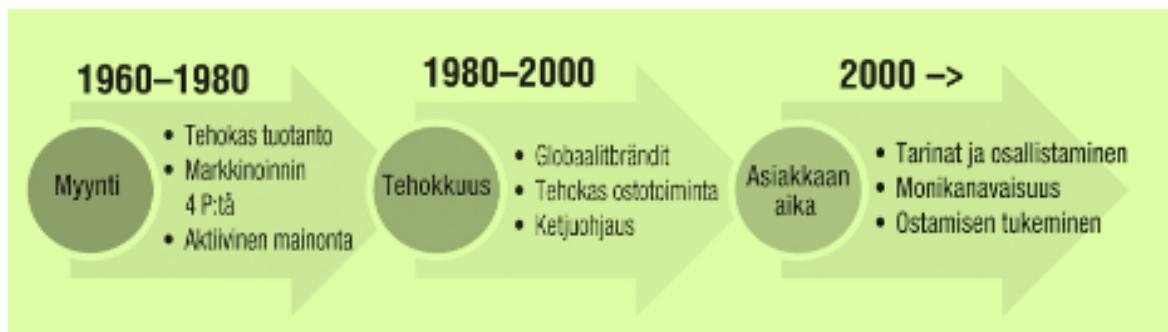 1960–1980
Myynti
• Tehokas tuotanto
• Markkinoinnin
4 P:tä
• Aktiivinen mainonta
1980–2000
Tehokkuus
• Globaalitbrändit
• Tehokas ostotoiminta
• Ketjuohjaus
2000 –>
Asiakkaan
aika
• Tarinat ja osallistaminen
• Monikanavaisuus
• Ostamisen tukeminen